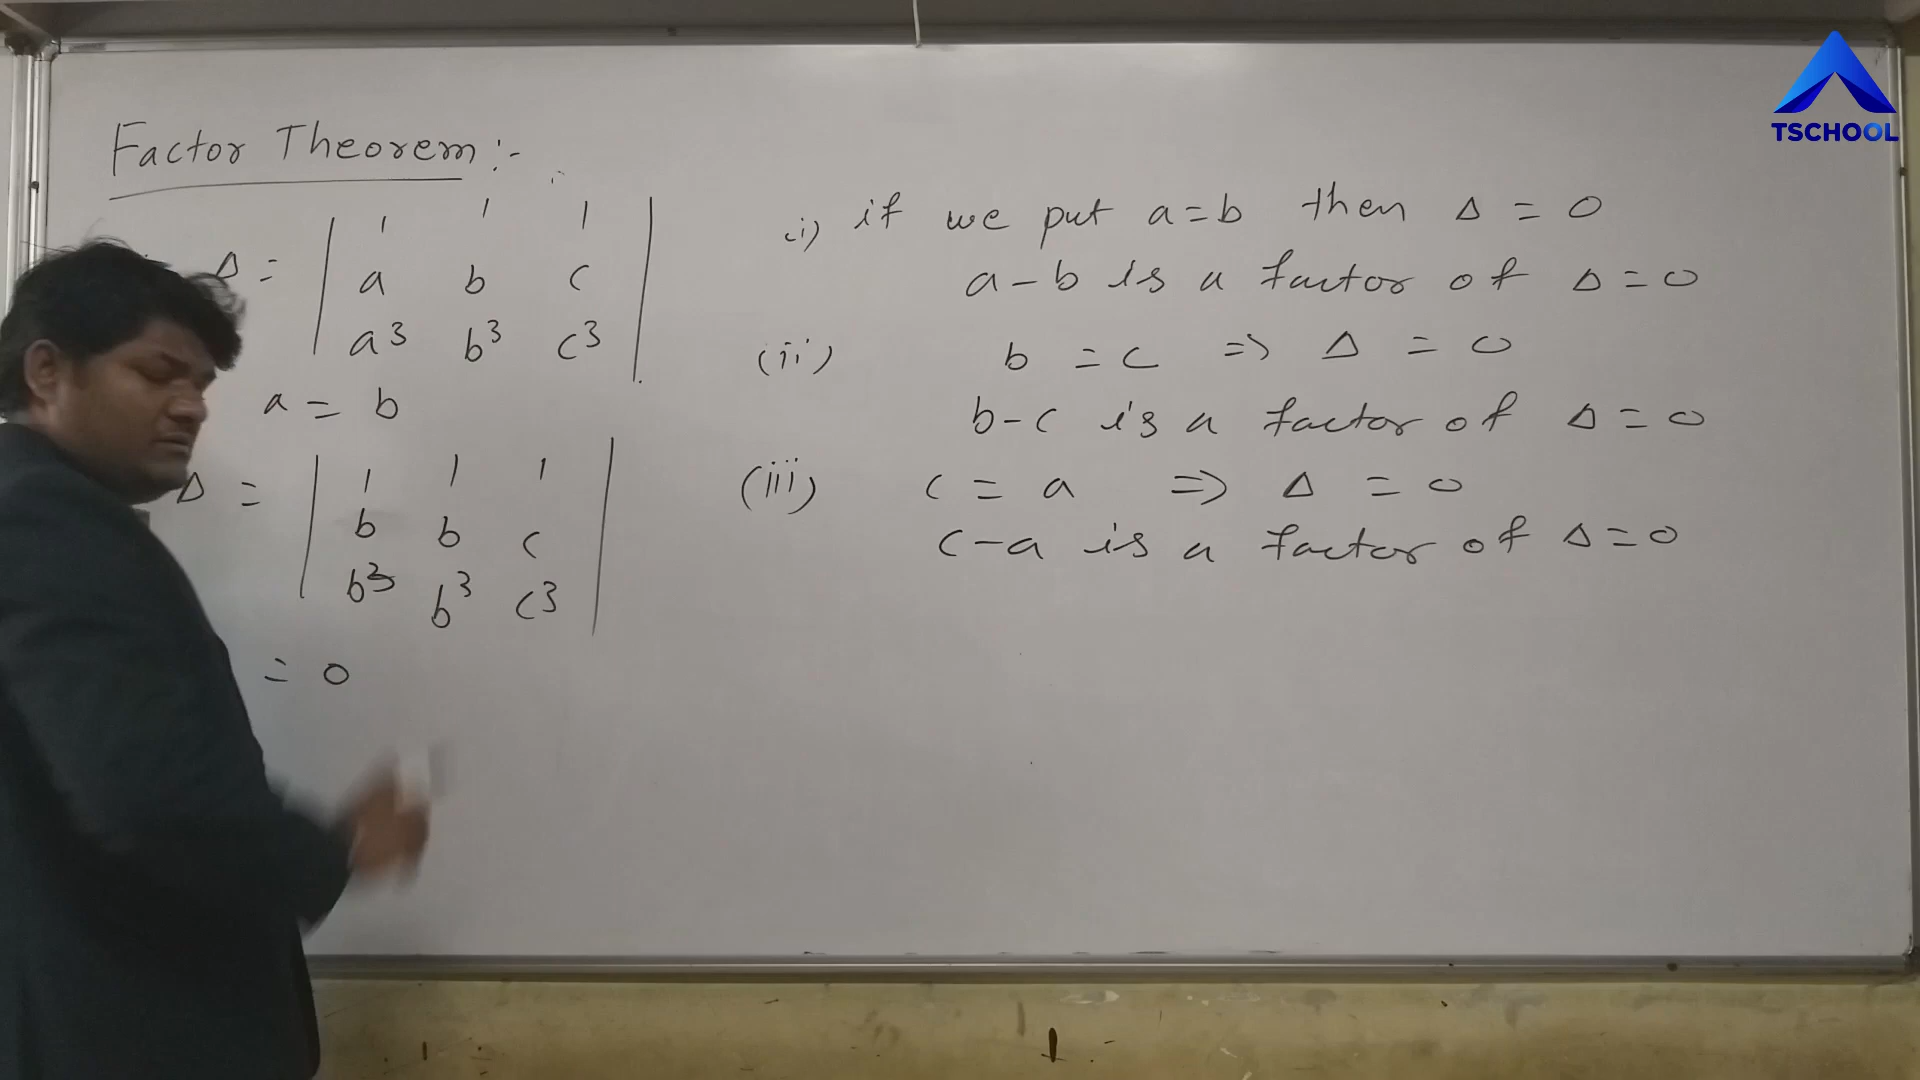 Factor Theorem :-
Δ = | 1 1 1 |
| a b c |
| a³ b³ c³ |
a = b
Δ = | 1 1 1 |
| b b c |
| b³ b³ c³ |
= 0
(i) if we put a=b then Δ = 0
a-b is a factor of Δ = 0
(ii) b = c => Δ = 0
b-c is a factor of Δ = 0
(iii) c = a => Δ = 0
c-a is a factor of Δ = 0
TSCHOOL